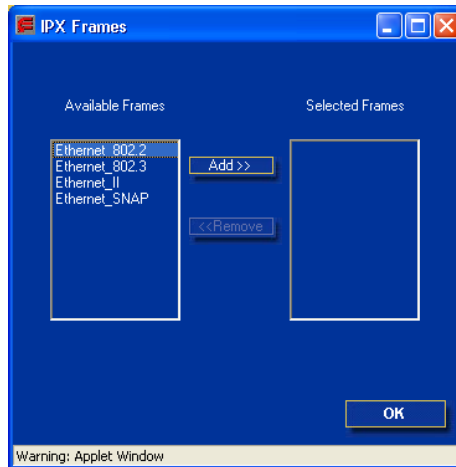 IPX Frames
Available Frames
Selected Frames
Ethernet_802.2
Ethernet_802.3
Ethernet_II
Ethernet_SNAP
Add >>
<<Remove
OK
Warning: Applet Window